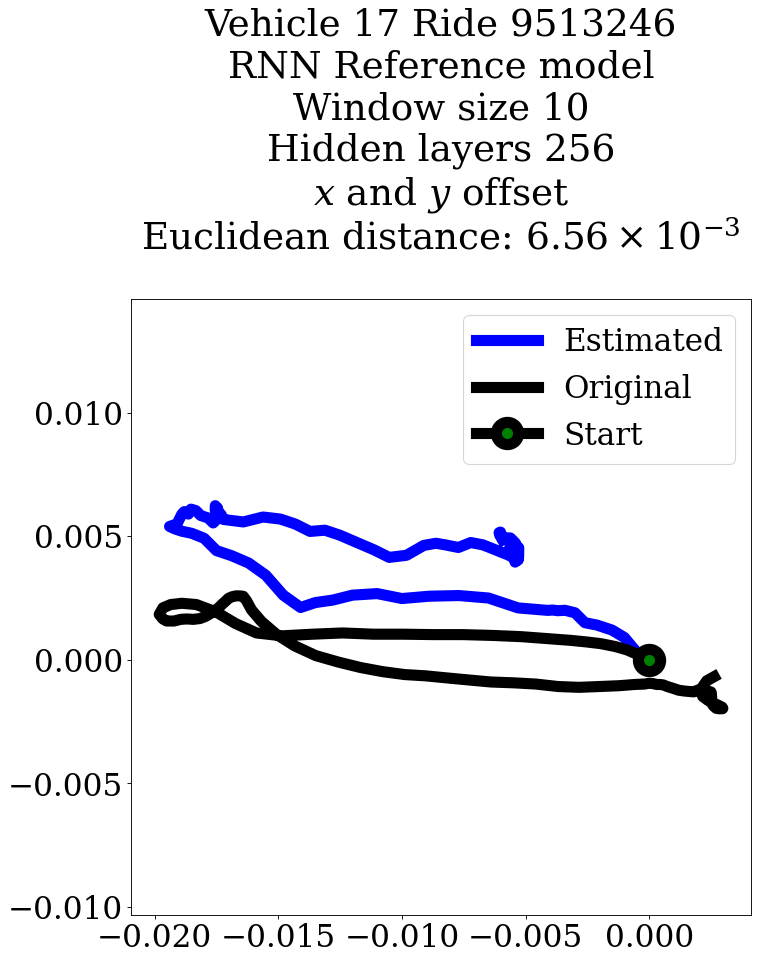 Vehicle 17 Ride 9513246
RNN Reference model
Window size 10
Hidden layers 256
x and y offset
Euclidean distance: 6.56 × 10⁻³
Estimated
Original
Start
0.010
0.005
0.000
−0.005
−0.010
−0.020 −0.015 −0.010 −0.005 0.000